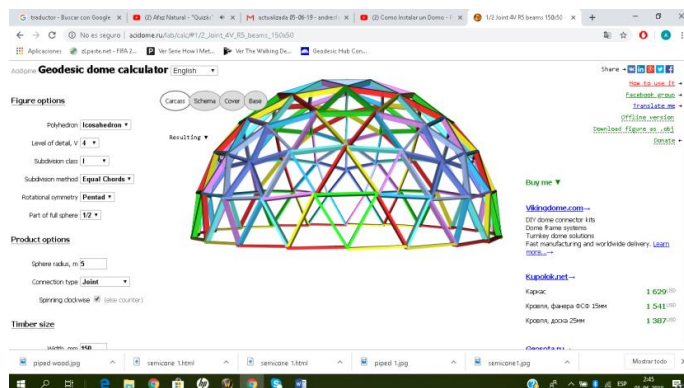 traductor - Buscar con Google
(2) Afaz Natural - "Quizás"
M actualizada 05-06-19 - andres
(2) Como Instalar un Domo: - P
1/2 Joint 4V R5 beams 150x50
No es seguro | acidome.ru/lab/calc/#1/2_Joint_4V_R5_beams_150x50
Aplicaciones
Ver Serie How I Met...
Ver The Walking De...
Geodesic Hub Con...
Acidome Geodesic dome calculator English
Share →
How to use it
Facebook group
Translate me
Offline version
Download figure as .obj
Donate
Figure options
Carcass Schema Cover Base
Resulting ▼
Polyhedron Icosahedron
Level of detail, V 4
Subdivision class I
Subdivision method Equal Chords
Rotational symmetry Pentad
Part of full sphere 1/2
Product options
Sphere radius, m 5
Connection type Joint
Spinning clockwise (else counter)
Timber size
Width, mm 150
Buy me ▼
Vikingdome.com→
DIY dome connector kits
Dome frame systems
Turnkey dome solutions
Fast manufacturing and worldwide delivery. Learn
more...→
Kupolok.net→
Каркас 1 629 USD
Кровля, фанера ФСФ 15мм 1 541 USD
Кровля, доска 25мм 1 387 USD
piped wood.jpg
semicone 1.html
semicone 1.html
piped 1.jpg
semicone1.jpg
Mostrar todo
ESP
2:45